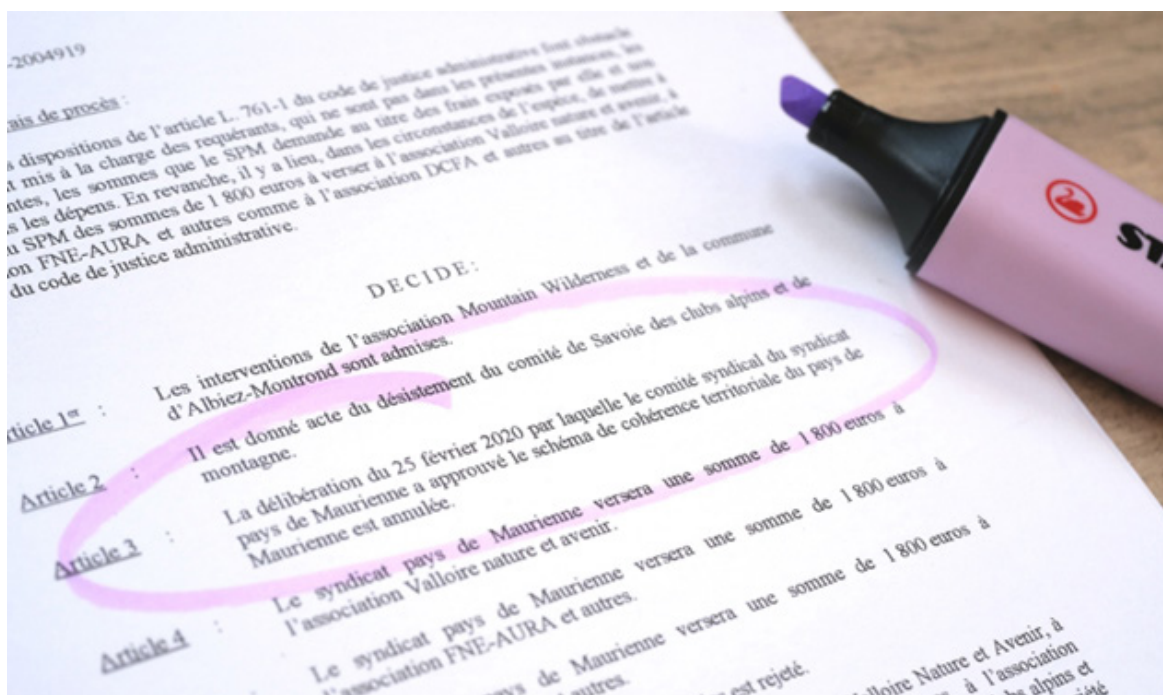 -2004919
ais de procès :
s dispositions de l'article L. 761-1 du code de justice administrative font obstacle
t mis à la charge des requérants, qui ne sont pas dans les présentes instances, les
ntes, les sommes que le SPM demande au titre des frais exposés par elle et non
s les dépens. En revanche, il y a lieu, dans les circonstances de l'espèce, de mettre à
u SPM des sommes de 1 800 euros à verser à l'association Valloire nature et avenir, à
on FNE-AURA et autres comme à l'association DCFA et autres au titre de l'article
du code de justice administrative.
DECIDE:
ticle 1er : Les interventions de l'association Mountain Wilderness et de la commune
d'Albiez-Montrond sont admises.
Article 2 : Il est donné acte du désistement du comité de Savoie des clubs alpins et de
montagne.
Article 3 : La délibération du 25 février 2020 par laquelle le comité syndical du syndicat
pays de Maurienne a approuvé le schéma de cohérence territoriale du pays de
Maurienne est annulée.
Article 4 : Le syndicat pays de Maurienne versera une somme de 1 800 euros à
l'association Valloire nature et avenir.
Le syndicat pays de Maurienne versera une somme de 1 800 euros à
l'association FNE-AURA et autres.
pays de Maurienne versera une somme de 1 800 euros à
autres.
est rejeté.
Valloire Nature et Avenir, à
à l'association
alpins et
STA